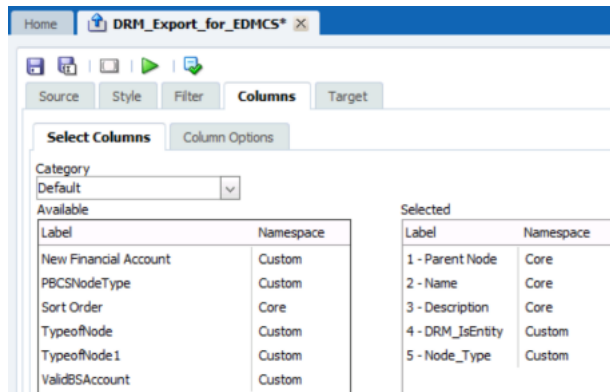 Home DRM_Export_for_EDMCS*
Source Style Filter Columns Target
Select Columns Column Options
Category
Default
Available Selected
Label Namespace Label Namespace
New Financial Account Custom 1 - Parent Node Core
PBCSNodeType Custom 2 - Name Core
Sort Order Core 3 - Description Core
TypeofNode Custom 4 - DRM_IsEntity Custom
TypeofNode1 Custom 5 - Node_Type Custom
ValidBSAccount Custom